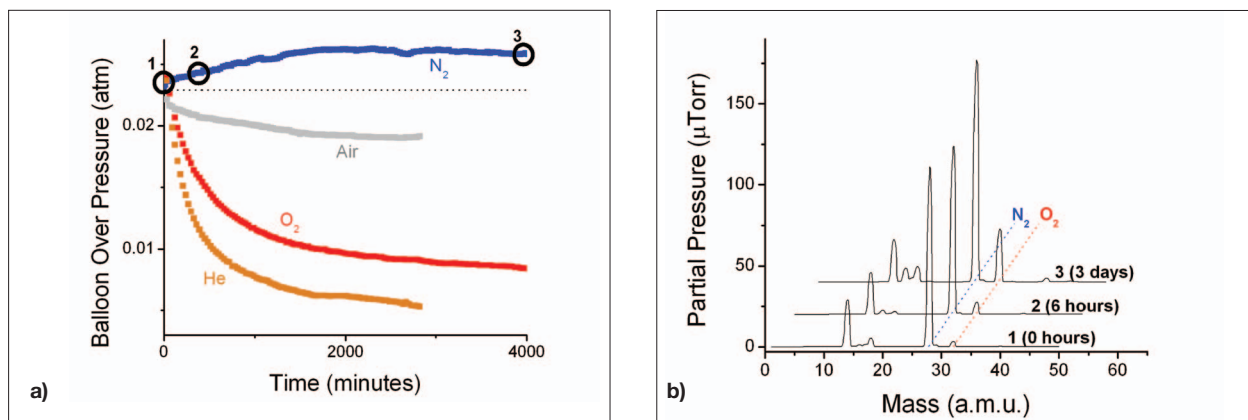 1
2
3
N2
Air
O2
He
0.02
0.01
0
2000
4000
Balloon Over Pressure (atm)
Time (minutes)
a)
150
100
50
0
0
10
20
30
40
50
60
N2
O2
3 (3 days)
2 (6 hours)
1 (0 hours)
Partial Pressure (μTorr)
Mass (a.m.u.)
b)